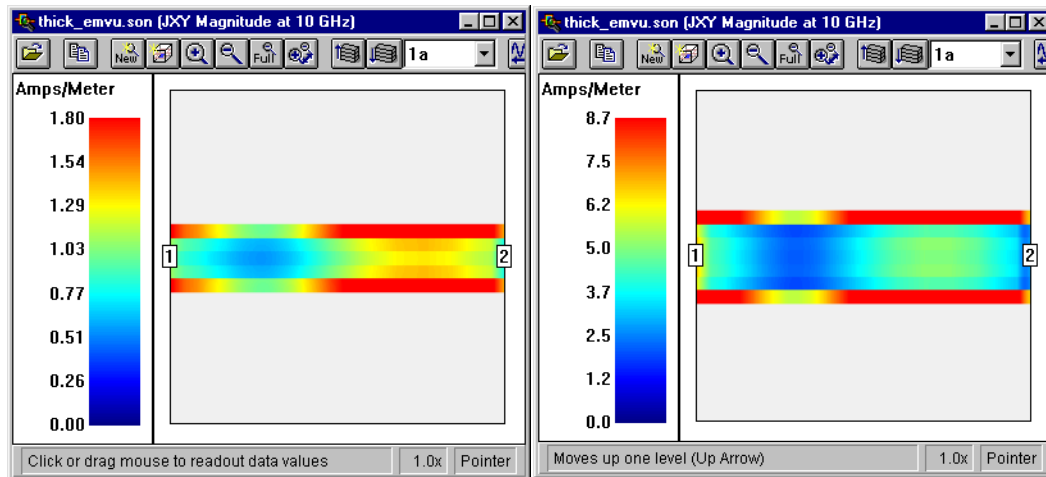 thick_emvu.son (JXY Magnitude at 10 GHz)
New Full 1a
Amps/Meter
1.80
1.54
1.29
1.03
0.77
0.51
0.26
0.00
1 2
Click or drag mouse to readout data values 1.0x Pointer
thick_emvu.son (JXY Magnitude at 10 GHz)
New Full 1a
Amps/Meter
8.7
7.5
6.2
5.0
3.7
2.5
1.2
0.0
1 2
Moves up one level (Up Arrow) 1.0x Pointer